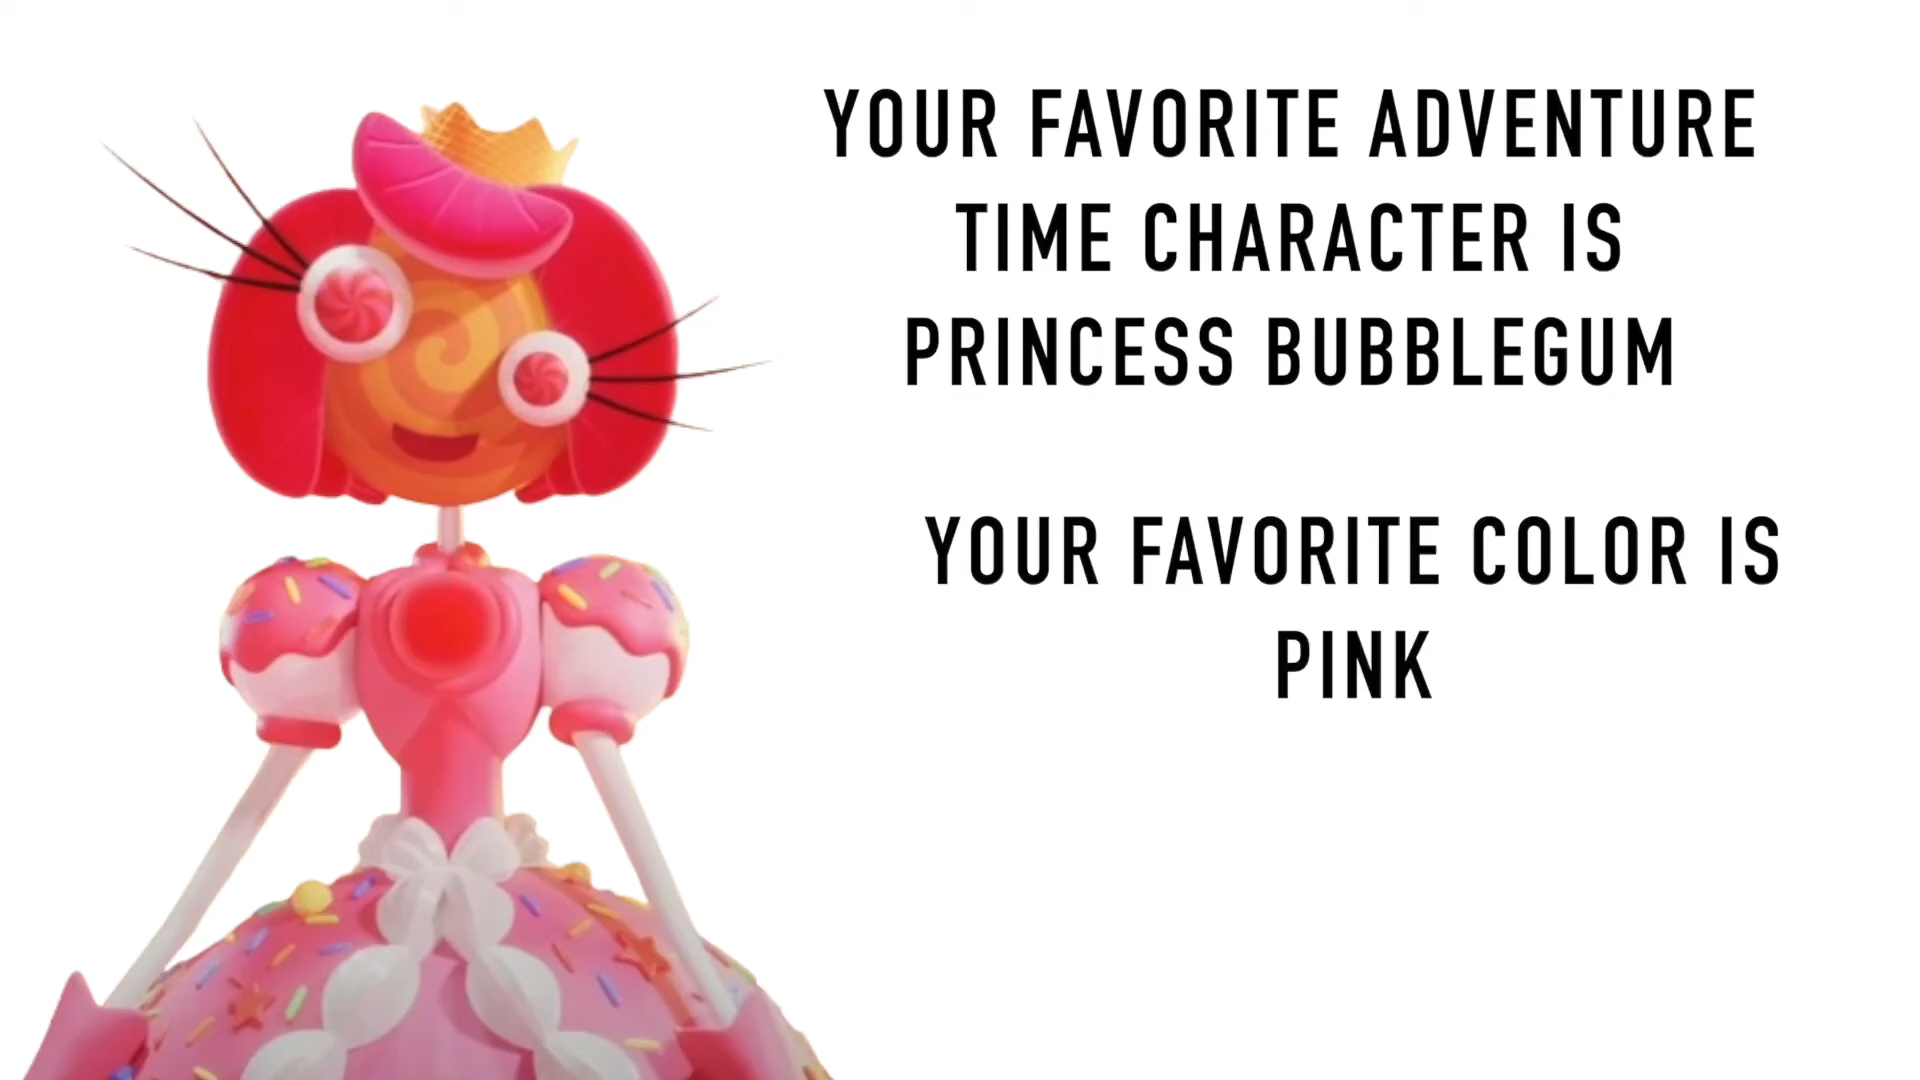 YOUR FAVORITE ADVENTURE
TIME CHARACTER IS
PRINCESS BUBBLEGUM
YOUR FAVORITE COLOR IS
PINK